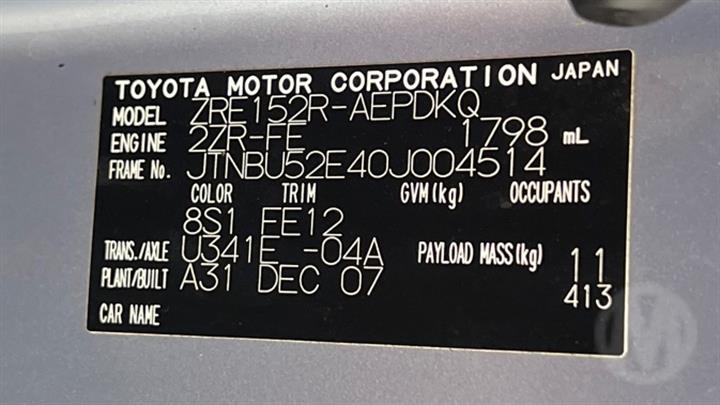 TOYOTA MOTOR CORPORATION JAPAN
MODEL ZRE152R-AEPDKQ
ENGINE 2ZR-FE 1798 mL
FRAME No. JTNBU52E40J004514
COLOR TRIM GVM(kg) OCCUPANTS
8S1 FE12
TRANS./AXLE U341E -04A PAYLOAD MASS(kg) 11
PLANT/BUILT A31 DEC 07 413
CAR NAME